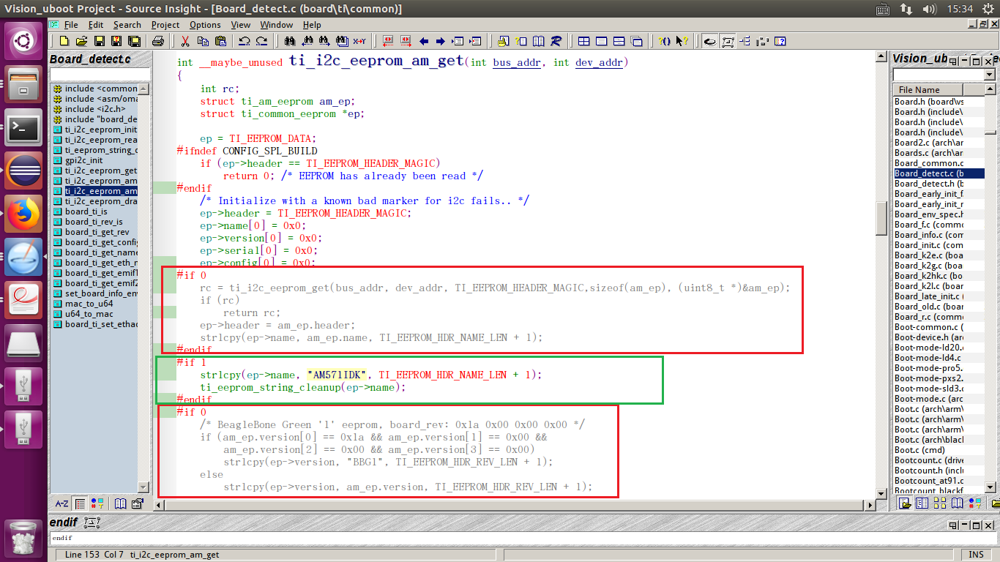 Vision_uboot Project - Source Insight - [Board_detect.c (board\ti\common)]
15:34
File Edit Search Project Options View Window Help
Board_detect.c
include <common
include <asm/oma
include <i2c.h>
include "board_de
ti_i2c_eeprom_init
ti_i2c_eeprom_rea
ti_eeprom_string_c
gpi2c_init
ti_i2c_eeprom_get
ti_i2c_eeprom_am
ti_i2c_eeprom_am
ti_i2c_eeprom_dra
board_ti_is
board_ti_rev_is
board_ti_get_rev
board_ti_get_config
board_ti_get_name
board_ti_get_eth_m
board_ti_get_emif1
board_ti_get_emif2
set_board_info_env
mac_to_u64
u64_to_mac
board_ti_set_ethad
A-Z
int __maybe_unused ti_i2c_eeprom_am_get(int bus_addr, int dev_addr)
{
int rc;
struct ti_am_eeprom am_ep;
struct ti_common_eeprom *ep;
ep = TI_EEPROM_DATA;
#ifndef CONFIG_SPL_BUILD
if (ep->header == TI_EEPROM_HEADER_MAGIC)
return 0; /* EEPROM has already been read */
#endif
/* Initialize with a known bad marker for i2c fails.. */
ep->header = TI_EEPROM_HEADER_MAGIC;
ep->name[0] = 0x0;
ep->version[0] = 0x0;
ep->serial[0] = 0x0;
ep->config[0] = 0x0;
#if 0
rc = ti_i2c_eeprom_get(bus_addr, dev_addr, TI_EEPROM_HEADER_MAGIC,sizeof(am_ep), (uint8_t *)&am_ep);
if (rc)
return rc;
ep->header = am_ep.header;
strlcpy(ep->name, am_ep.name, TI_EEPROM_HDR_NAME_LEN + 1);
#endif
#if 1
strlcpy(ep->name, "AM571IDK", TI_EEPROM_HDR_NAME_LEN + 1);
ti_eeprom_string_cleanup(ep->name);
#endif
#if 0
/* BeagleBone Green '1' eeprom, board_rev: 0x1a 0x00 0x00 0x00 */
if (am_ep.version[0] == 0x1a && am_ep.version[1] == 0x00 &&
am_ep.version[2] == 0x00 && am_ep.version[3] == 0x00)
strlcpy(ep->version, "BBG1", TI_EEPROM_HDR_REV_LEN + 1);
else
strlcpy(ep->version, am_ep.version, TI_EEPROM_HDR_REV_LEN + 1);
Vision_ub
File Name
Board.h (board\vs
Board.h (include\
Board.h (include\
Board.h (include\
Board2.c (arch\ar
Boards.c (arch\ar
Board_common.c
Board_detect.c (b
Board_detect.h (b
Board_early_init_f.
Board_early_init_r
Board_env_spec.h
Board_f.c (commo
Board_info.c (com
Board_init.c (com
Board_k2e.c (boa
Board_k2g.c (boar
Board_k2hk.c (boa
Board_k2l.c (board
Board_late_init.c (
Board_old.c (boar
Board_r.c (commo
Boot-common.c (
Boot-device.h (arc
Boot-mode-ld20.
Boot-mode-ld4.c
Boot-mode-pro5.
Boot-mode-pxs2.
Boot-mode-sld3.c
Boot-mode.c (arc
Boot.c (arch\arm\
Boot.c (arch\arm\
Boot.c (arch\blac
Boot.c (cmd)
Bootcount.c (drive
Bootcount.h (inclu
Bootcount_at91.c
Bootcount_blackf
endif
endif
Line 153 Col 7 ti_i2c_eeprom_am_get
INS